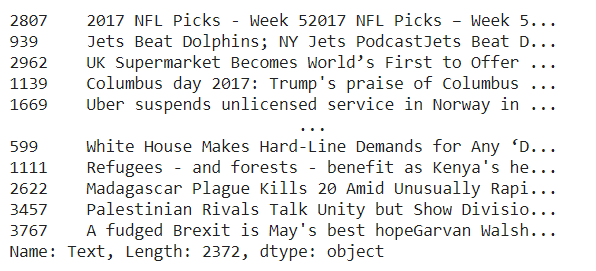 2807 2017 NFL Picks - Week 52017 NFL Picks – Week 5...
939 Jets Beat Dolphins; NY Jets PodcastJets Beat D...
2962 UK Supermarket Becomes World’s First to Offer ...
1139 Columbus day 2017: Trump's praise of Columbus ...
1669 Uber suspends unlicensed service in Norway in ...
...
599 White House Makes Hard-Line Demands for Any ‘D...
1111 Refugees - and forests - benefit as Kenya's he...
2622 Madagascar Plague Kills 20 Amid Unusually Rapi...
3457 Palestinian Rivals Talk Unity but Show Divisio...
3767 A fudged Brexit is May's best hopeGarvan Walsh...
Name: Text, Length: 2372, dtype: object